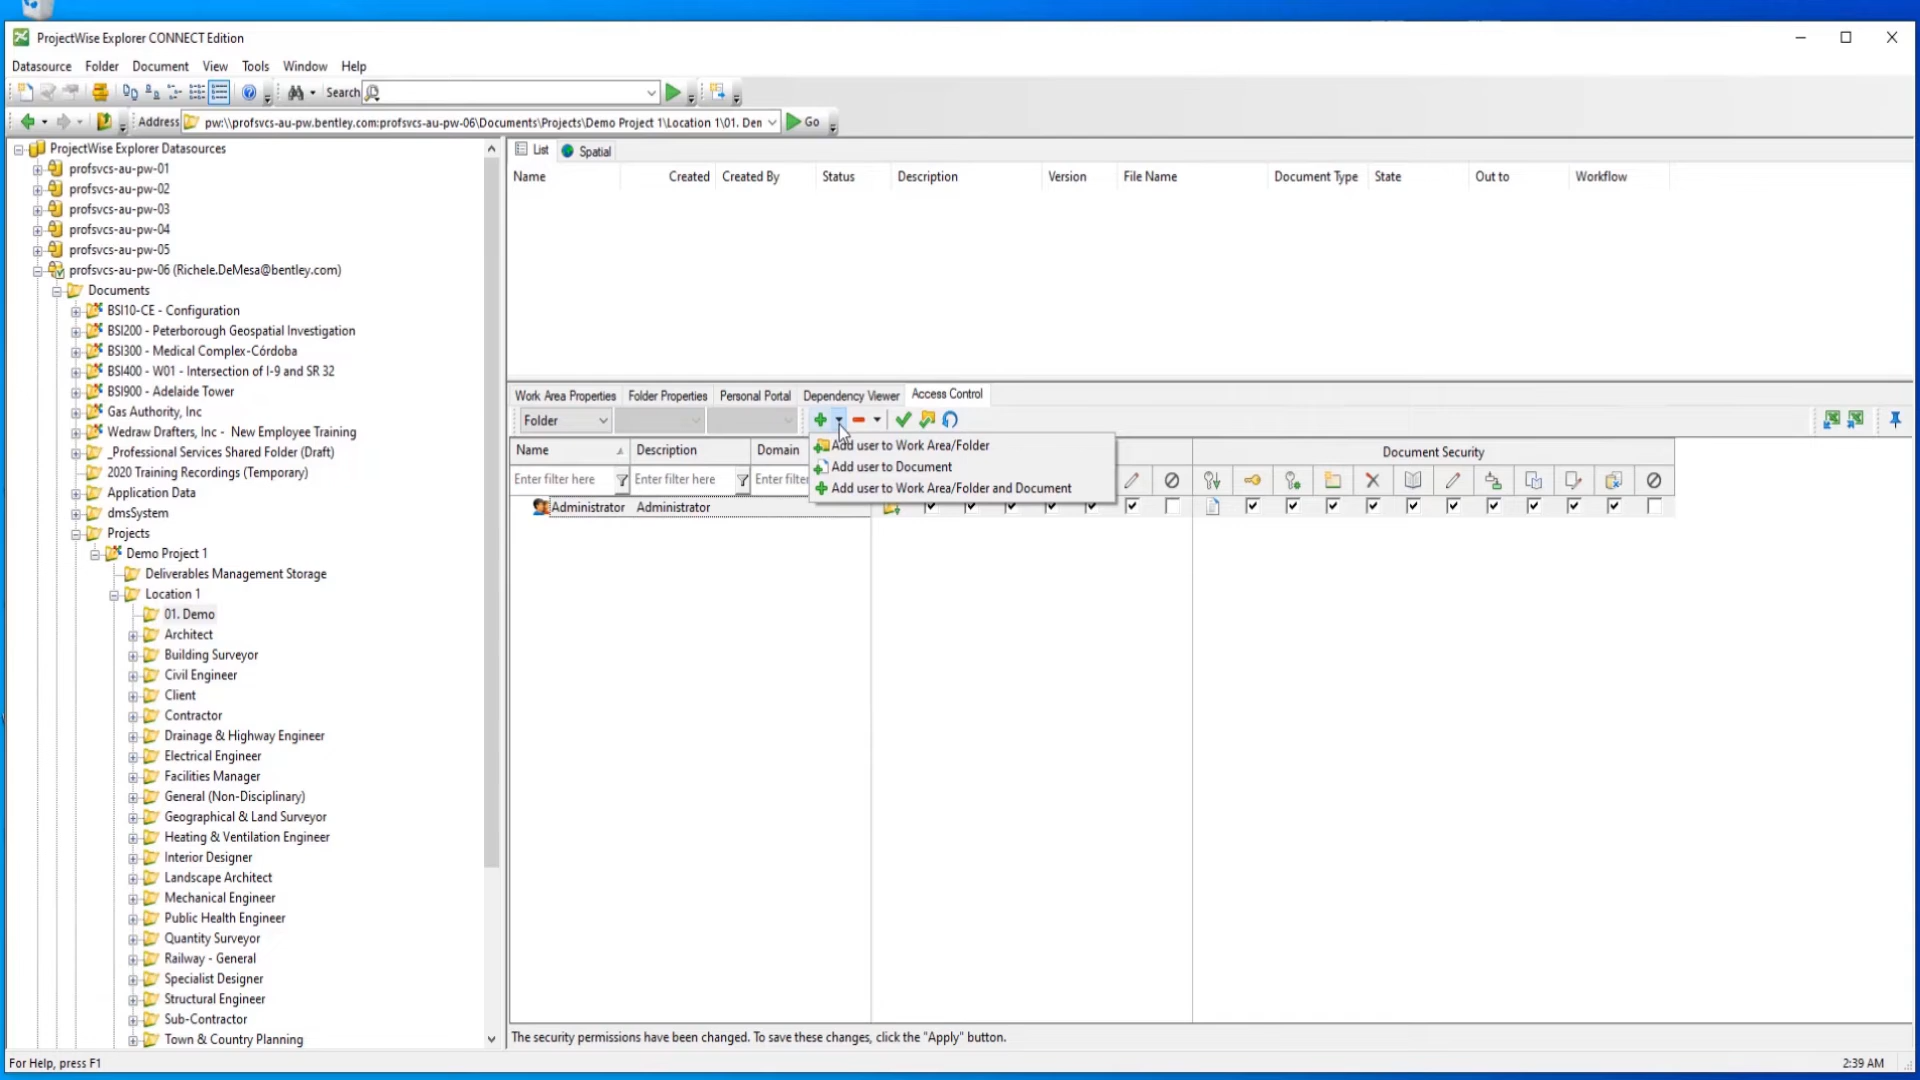 ProjectWise Explorer CONNECT Edition
Datasource Folder Document View Tools Window Help
Search
Address pw:\\profsvcs-au-pw.bentley.com:profsvcs-au-pw-06\Documents\Projects\Demo Project 1\Location 1\01. Den Go
ProjectWise Explorer Datasources
profsvcs-au-pw-01
profsvcs-au-pw-02
profsvcs-au-pw-03
profsvcs-au-pw-04
profsvcs-au-pw-05
profsvcs-au-pw-06 (Richele.DeMesa@bentley.com)
Documents
BSI10-CE - Configuration
BSI200 - Peterborough Geospatial Investigation
BSI300 - Medical Complex-Córdoba
BSI400 - W01 - Intersection of I-9 and SR 32
BSI900 - Adelaide Tower
Gas Authority, Inc
Wedraw Drafters, Inc - New Employee Training
_Professional Services Shared Folder (Draft)
2020 Training Recordings (Temporary)
Application Data
dmsSystem
Projects
Demo Project 1
Deliverables Management Storage
Location 1
01. Demo
Architect
Building Surveyor
Civil Engineer
Client
Contractor
Drainage & Highway Engineer
Electrical Engineer
Facilities Manager
General (Non-Disciplinary)
Geographical & Land Surveyor
Heating & Ventilation Engineer
Interior Designer
Landscape Architect
Mechanical Engineer
Public Health Engineer
Quantity Surveyor
Railway - General
Specialist Designer
Structural Engineer
Sub-Contractor
Town & Country Planning
List Spatial
Name Created Created By Status Description Version File Name Document Type State Out to Workflow
Work Area Properties Folder Properties Personal Portal Dependency Viewer Access Control
Folder
Add user to Work Area/Folder
Add user to Document
Add user to Work Area/Folder and Document
Name Description Domain Document Security
Enter filter here Enter filter here Enter filte
Administrator Administrator
The security permissions have been changed. To save these changes, click the "Apply" button.
For Help, press F1 2:39 AM